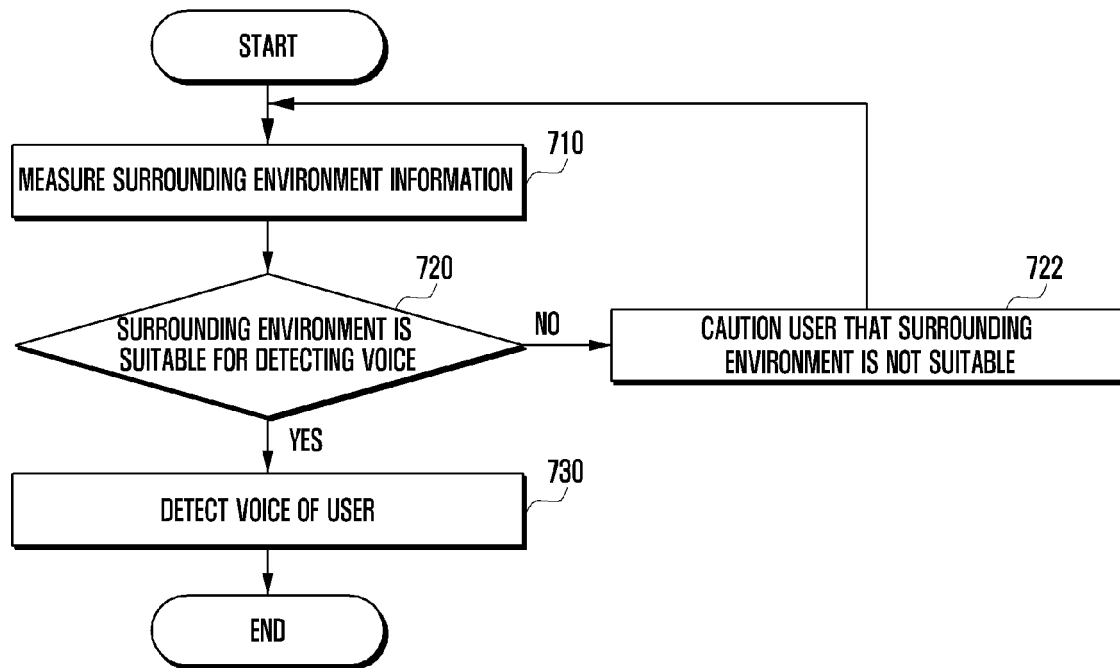 START
710
MEASURE SURROUNDING ENVIRONMENT INFORMATION
720
SURROUNDING ENVIRONMENT IS
SUITABLE FOR DETECTING VOICE
NO
722
CAUTION USER THAT SURROUNDING
ENVIRONMENT IS NOT SUITABLE
YES
730
DETECT VOICE OF USER
END